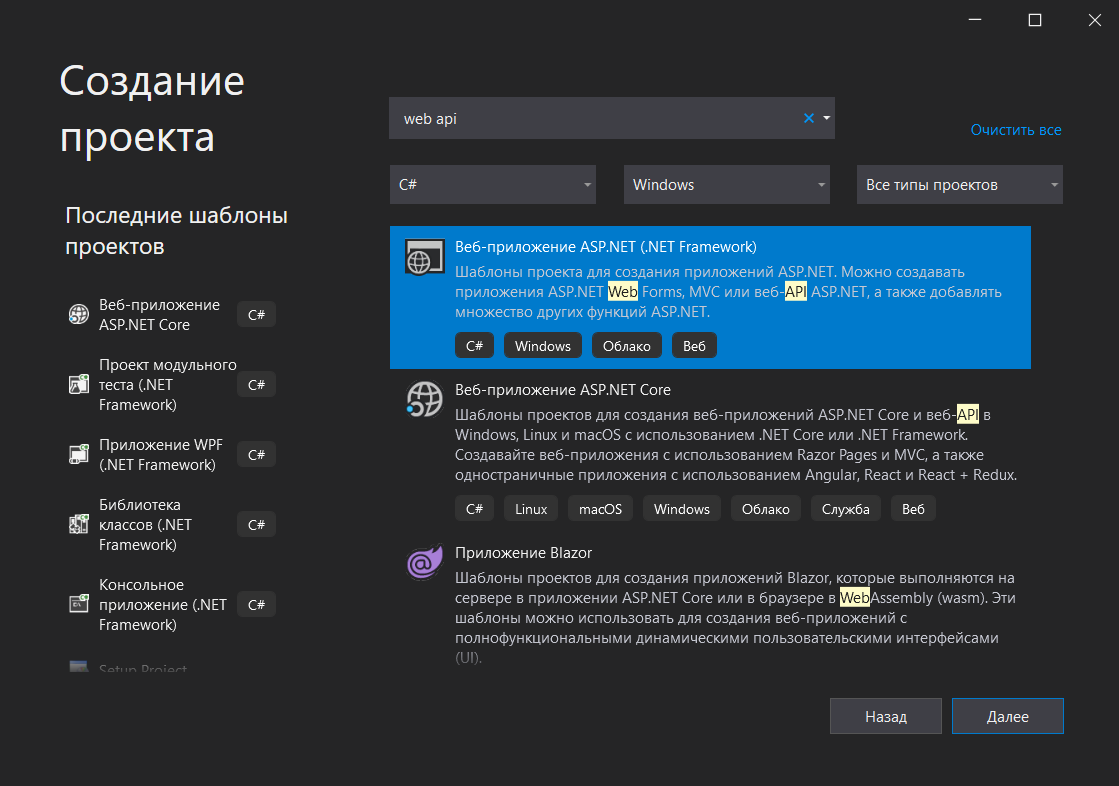 Создание
проекта
Последние шаблоны
проектов
Веб-приложение
ASP.NET Core
C#
Проект модульного
теста (.NET
Framework)
C#
Приложение WPF
(.NET Framework)
C#
Библиотека
классов (.NET
Framework)
C#
Консольное
приложение (.NET
Framework)
C#
Setup Project
web api
Очистить все
C#
Windows
Все типы проектов
Веб-приложение ASP.NET (.NET Framework)
Шаблоны проекта для создания приложений ASP.NET. Можно создавать
приложения ASP.NET Web Forms, MVC или веб-API ASP.NET, а также добавлять
множество других функций ASP.NET.
C# Windows Облако Веб
Веб-приложение ASP.NET Core
Шаблоны проектов для создания веб-приложений ASP.NET Core и веб-API в
Windows, Linux и macOS с использованием .NET Core или .NET Framework.
Создавайте веб-приложения с использованием Razor Pages и MVC, а также
одностраничные приложения с использованием Angular, React и React + Redux.
C# Linux macOS Windows Облако Служба Веб
Приложение Blazor
Шаблоны проектов для создания приложений Blazor, которые выполняются на
сервере в приложении ASP.NET Core или в браузере в WebAssembly (wasm). Эти
шаблоны можно использовать для создания веб-приложений с
полнофункциональными динамическими пользовательскими интерфейсами
(UI).
Назад
Далее